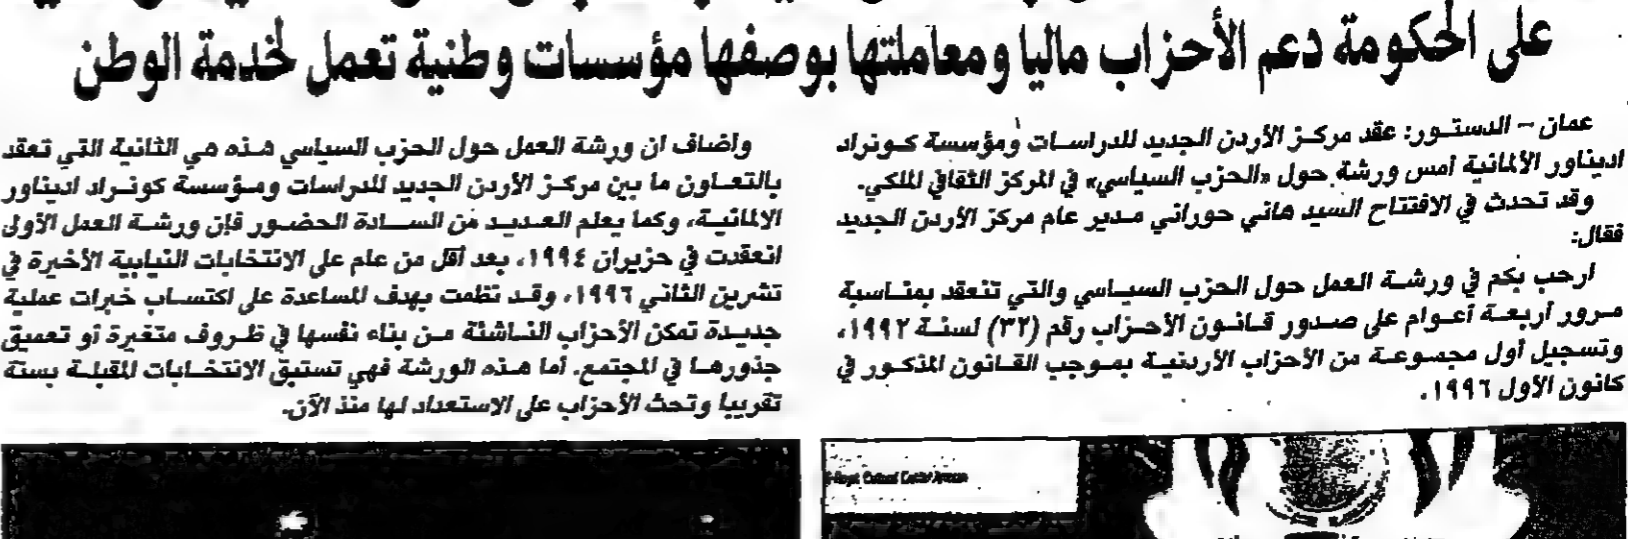 على الحكومة دعم الأحزاب ماليا ومعاملتها بوصفها مؤسسات وطنية تعمل لخدمة الوطن
عمان – الدستور: عقد مركز الأردن الجديد للدراسات ومؤسسة كونراد
اديناور الألمانية أمس ورشة حول «الحزب السياسي» في المركز الثقافي الملكي.
وقد تحدث في الافتتاح السيد هاني حوراني مدير عام مركز الأردن الجديد
فقال:
ارحب بكم في ورشة العمل حول الحزب السياسي والتي تنعقد بمناسبة
مرور أربعة أعوام على صدور قانون الأحزاب رقم (٣٢) لسنة ١٩٩٢،
وتسجيل أول مجموعة من الأحزاب الأردنية بموجب القانون المذكور في
كانون الأول ١٩٩٦.
واضاف ان ورشة العمل حول الحزب السياسي هذه هي الثانية التي تعقد
بالتعاون ما بين مركز الأردن الجديد للدراسات ومؤسسة كونراد اديناور
الالمانية، وكما يعلم العديد من السادة الحضور فإن ورشة العمل الأولى
انعقدت في حزيران ١٩٩٤، بعد أقل من عام على الانتخابات النيابية الأخيرة في
تشرين الثاني ١٩٩٦، وقد نظمت بهدف المساعدة على اكتساب خبرات عملية
جديدة تمكن الأحزاب الناشئة من بناء نفسها في ظروف متغيرة أو تعميق
جذورها في المجتمع. أما هذه الورشة فهي تستبق الانتخابات المقبلة بسنة
تقريبا وتحث الأحزاب على الاستعداد لها منذ الآن.